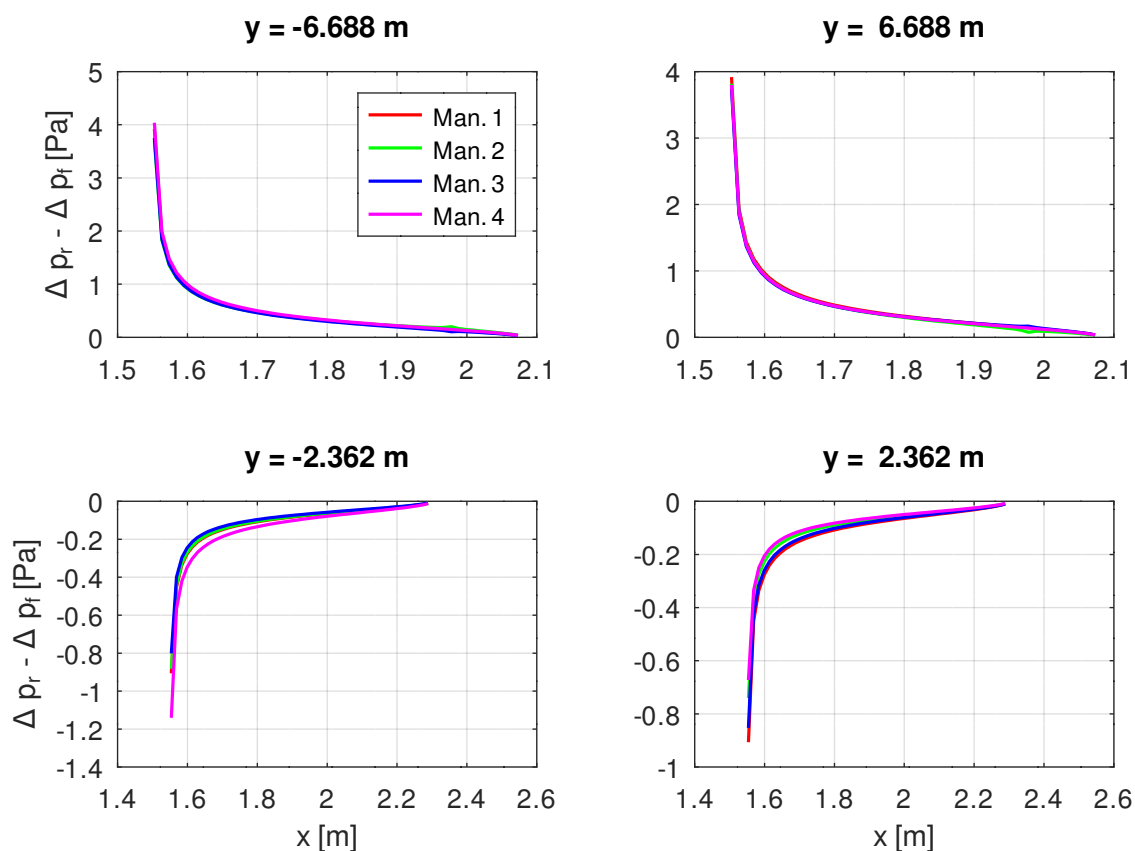 y = -6.688 m
y = 6.688 m
5
4
3
2
1
0
Δ p_r - Δ p_f [Pa]
Man. 1
Man. 2
Man. 3
Man. 4
1.5 1.6 1.7 1.8 1.9 2 2.1
4
3
2
1
0
1.5 1.6 1.7 1.8 1.9 2 2.1
y = -2.362 m
y = 2.362 m
0
-0.2
-0.4
-0.6
-0.8
-1
-1.2
-1.4
Δ p_r - Δ p_f [Pa]
1.4 1.6 1.8 2 2.2 2.4 2.6
x [m]
0
-0.2
-0.4
-0.6
-0.8
-1
1.4 1.6 1.8 2 2.2 2.4 2.6
x [m]